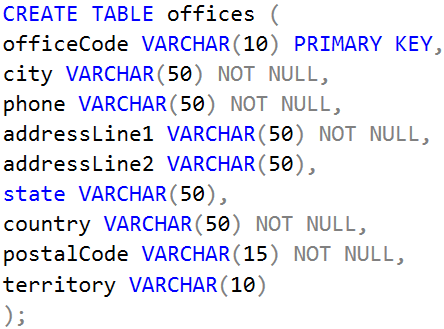 CREATE TABLE offices (
officeCode VARCHAR(10) PRIMARY KEY,
city VARCHAR(50) NOT NULL,
phone VARCHAR(50) NOT NULL,
addressLine1 VARCHAR(50) NOT NULL,
addressLine2 VARCHAR(50),
state VARCHAR(50),
country VARCHAR(50) NOT NULL,
postalCode VARCHAR(15) NOT NULL,
territory VARCHAR(10)
);